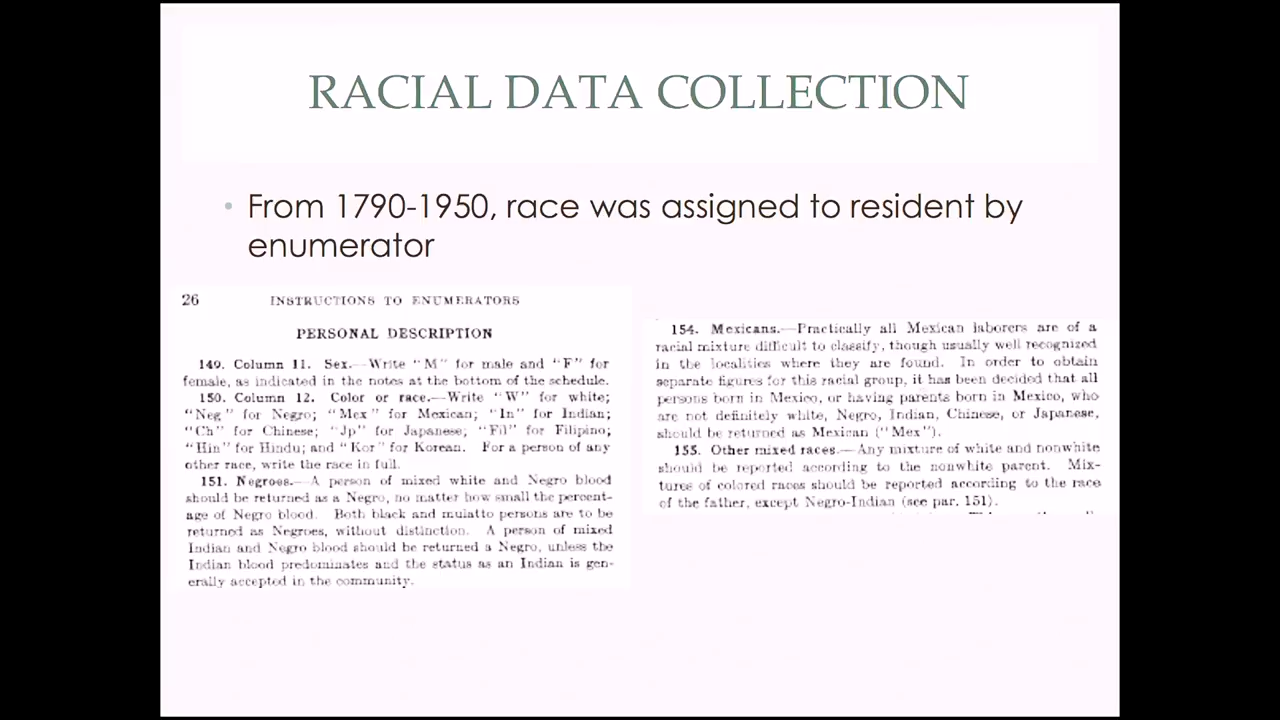 RACIAL DATA COLLECTION
• From 1790-1950, race was assigned to resident by
enumerator
26 INSTRUCTIONS TO ENUMERATORS
PERSONAL DESCRIPTION
149. Column 11. Sex.—Write "M" for male and "F" for
female, as indicated in the notes at the bottom of the schedule.
150. Column 12. Color or race.—Write "W" for white;
"Neg" for Negro; "Mex" for Mexican; "In" for Indian;
"Ch" for Chinese; "Jp" for Japanese; "Fil" for Filipino;
"Hin" for Hindu; and "Kor" for Korean. For a person of any
other race, write the race in full.
151. Negroes.—A person of mixed white and Negro blood
should be returned as a Negro, no matter how small the percent-
age of Negro blood. Both black and mulatto persons are to be
returned as Negroes, without distinction. A person of mixed
Indian and Negro blood should be returned a Negro, unless the
Indian blood predominates and the status as an Indian is gen-
erally accepted in the community.
154. Mexicans.—Practically all Mexican laborers are of a
racial mixture difficult to classify, though usually well recognized
in the localities where they are found. In order to obtain
separate figures for this racial group, it has been decided that all
persons born in Mexico, or having parents born in Mexico, who
are not definitely white, Negro, Indian, Chinese, or Japanese,
should be returned as Mexican ("Mex").
155. Other mixed races.—Any mixture of white and nonwhite
should be reported according to the nonwhite parent. Mix-
tures of colored races should be reported according to the race
of the father, except Negro-Indian (see par. 151).